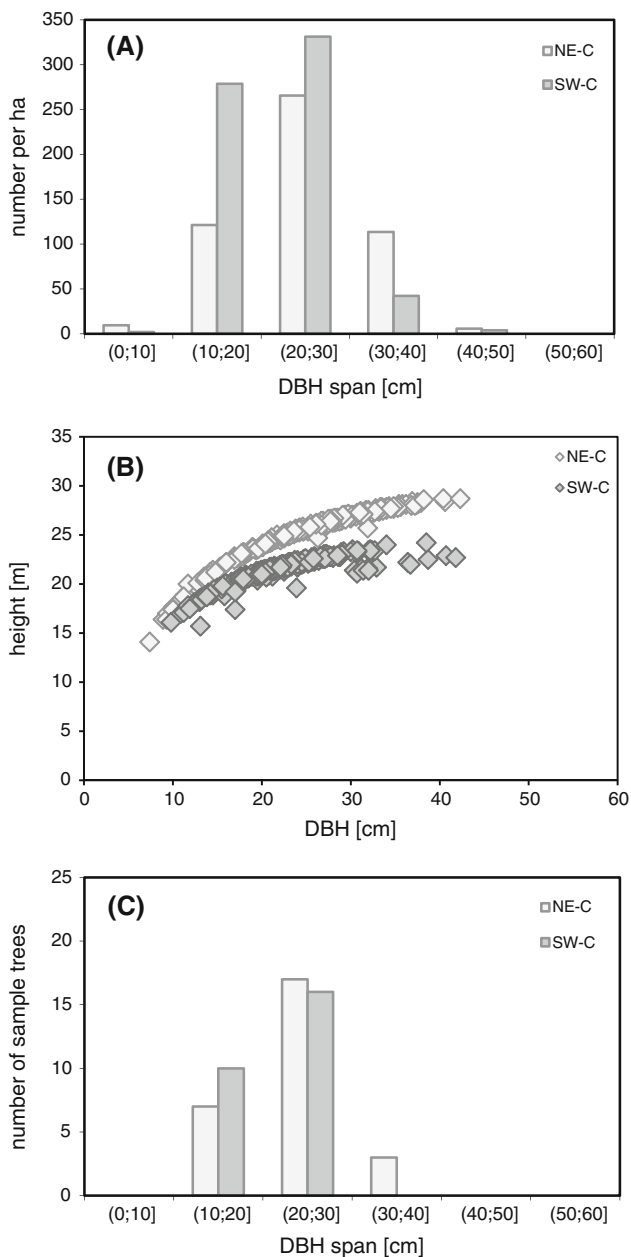 (A)
NE-C
SW-C
number per ha
350
300
250
200
150
100
50
0
(0;10] (10;20] (20;30] (30;40] (40;50] (50;60]
DBH span [cm]
(B)
NE-C
SW-C
height [m]
35
30
25
20
15
10
5
0
0 10 20 30 40 50 60
DBH [cm]
(C)
NE-C
SW-C
number of sample trees
25
20
15
10
5
0
(0;10] (10;20] (20;30] (30;40] (40;50] (50;60]
DBH span [cm]